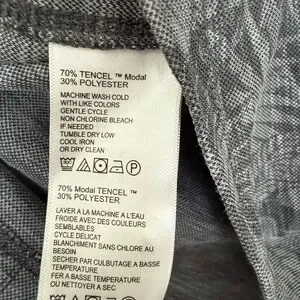 70% TENCEL ™ Modal
30% POLYESTER
MACHINE WASH COLD
WITH LIKE COLORS
GENTLE CYCLE
NON CHLORINE BLEACH
IF NEEDED
TUMBLE DRY LOW
COOL IRON
OR DRY CLEAN
70% Modal TENCEL ™
30% POLYESTER
LAVER A LA MACHINE A L'EAU
FROIDE AVEC DES COULEURS
SEMBLABLES
CYCLE DELICAT
BLANCHIMENT SANS CHLORE AU
BESOIN
SECHER PAR CULBUTAGE A BASSE
TEMPERATURE
FER A BASSE TEMPERATURE
OU NETTOYER A SEC